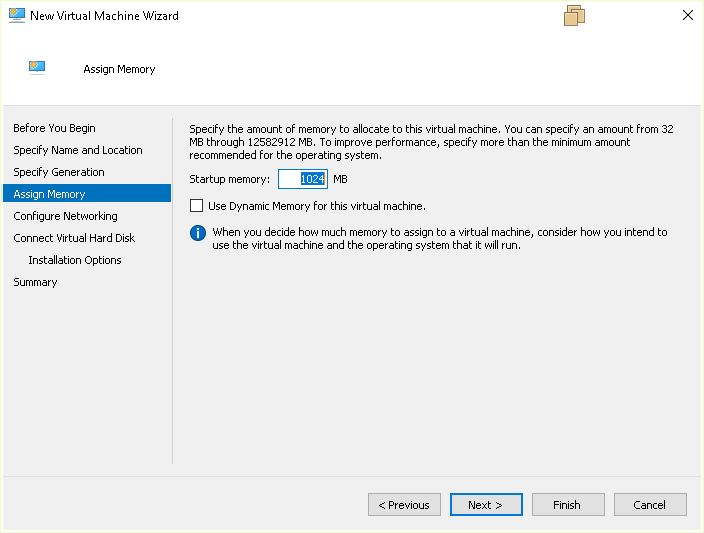 New Virtual Machine Wizard
Assign Memory
Before You Begin
Specify Name and Location
Specify Generation
Assign Memory
Configure Networking
Connect Virtual Hard Disk
Installation Options
Summary
Specify the amount of memory to allocate to this virtual machine. You can specify an amount from 32
MB through 12582912 MB. To improve performance, specify more than the minimum amount
recommended for the operating system.
Startup memory: 1024 MB
Use Dynamic Memory for this virtual machine.
When you decide how much memory to assign to a virtual machine, consider how you intend to
use the virtual machine and the operating system that it will run.
< Previous Next > Finish Cancel